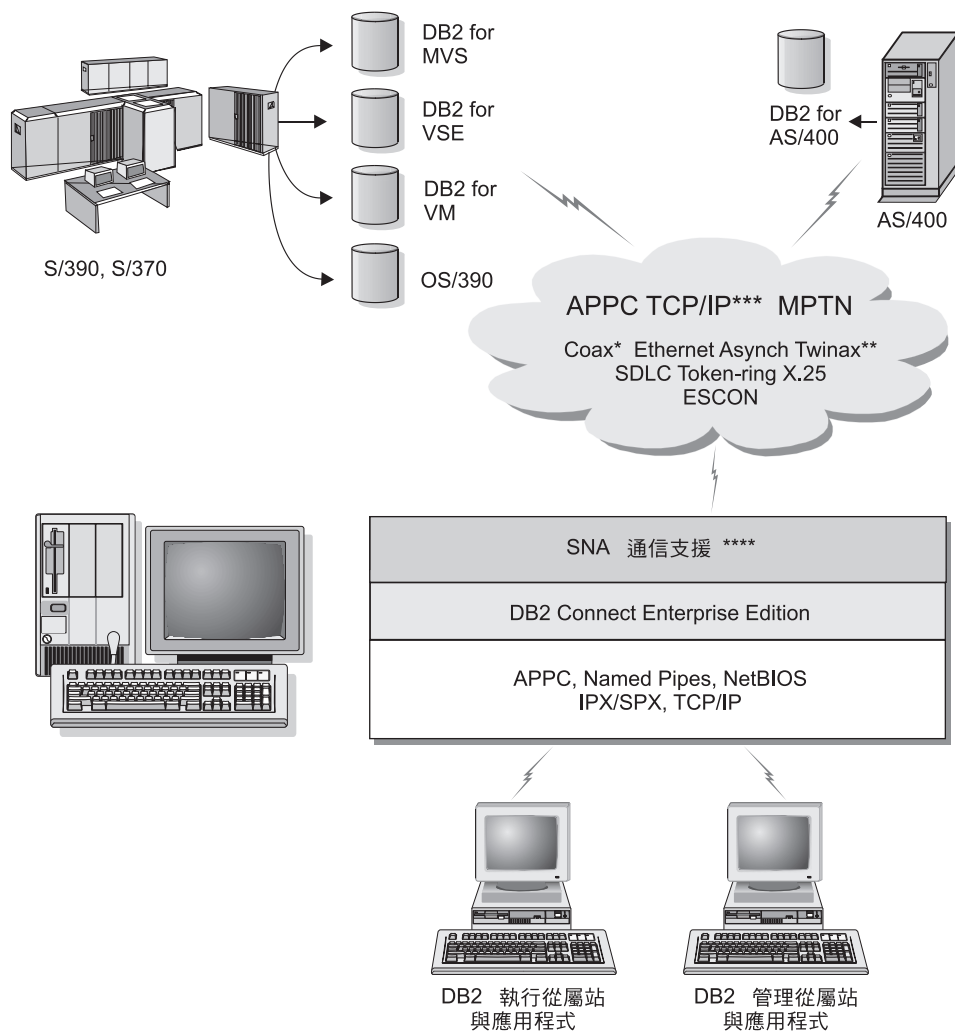 DB2 for
MVS
DB2 for
VSE
DB2 for
VM
OS/390
S/390, S/370
DB2 for
AS/400
AS/400
APPC TCP/IP*** MPTN
Coax* Ethernet Asynch Twinax**
SDLC Token-ring X.25
ESCON
SNA 通信支援 ****
DB2 Connect Enterprise Edition
APPC, Named Pipes, NetBIOS
IPX/SPX, TCP/IP
DB2 執行從屬站
與應用程式
DB2 管理從屬站
與應用程式